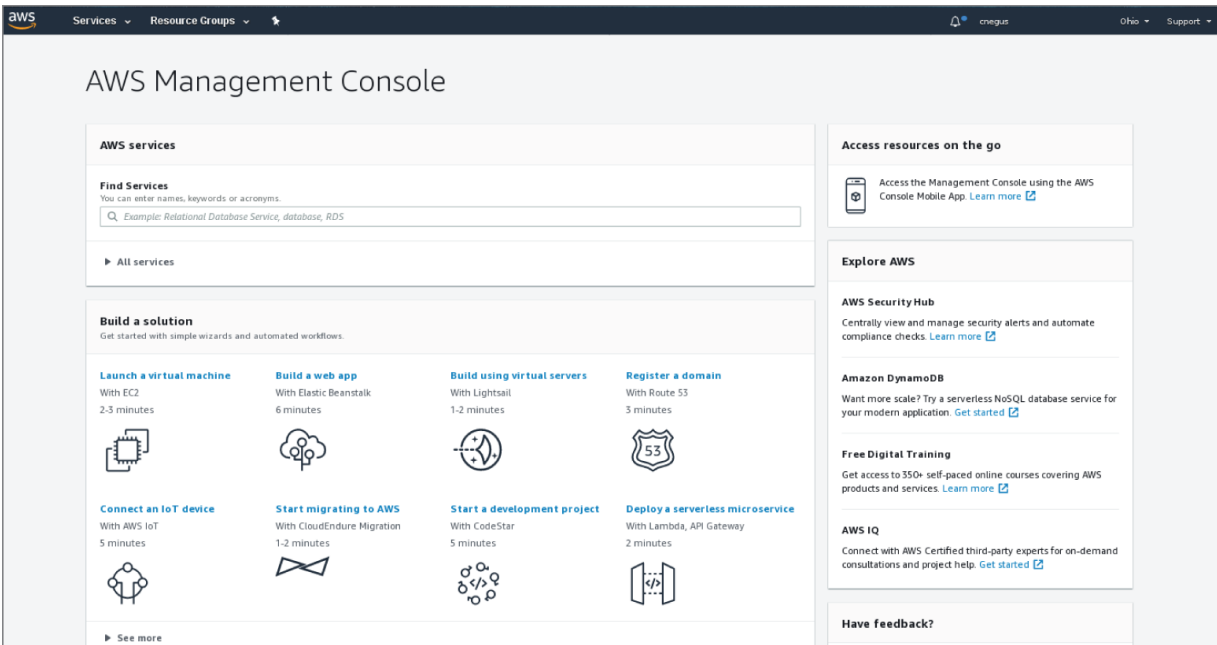 aws Services Resource Groups cnegus Ohio Support
AWS Management Console
AWS services
Find Services
You can enter names, keywords or acronyms.
Example: Relational Database Service, database, RDS
All services
Build a solution
Get started with simple wizards and automated workflows.
Launch a virtual machine
With EC2
2-3 minutes
Build a web app
With Elastic Beanstalk
6 minutes
Build using virtual servers
With Lightsail
1-2 minutes
Register a domain
With Route 53
3 minutes
53
Connect an IoT device
With AWS IoT
5 minutes
Start migrating to AWS
With CloudEndure Migration
1-2 minutes
Start a development project
With CodeStar
5 minutes
</>
Deploy a serverless microservice
With Lambda, API Gateway
2 minutes
</>
See more
Access resources on the go
Access the Management Console using the AWS
Console Mobile App. Learn more
Explore AWS
AWS Security Hub
Centrally view and manage security alerts and automate
compliance checks. Learn more
Amazon DynamoDB
Want more scale? Try a serverless NoSQL database service for
your modern application. Get started
Free Digital Training
Get access to 350+ self-paced online courses covering AWS
products and services. Learn more
AWS IQ
Connect with AWS Certified third-party experts for on-demand
consultations and project help. Get started
Have feedback?